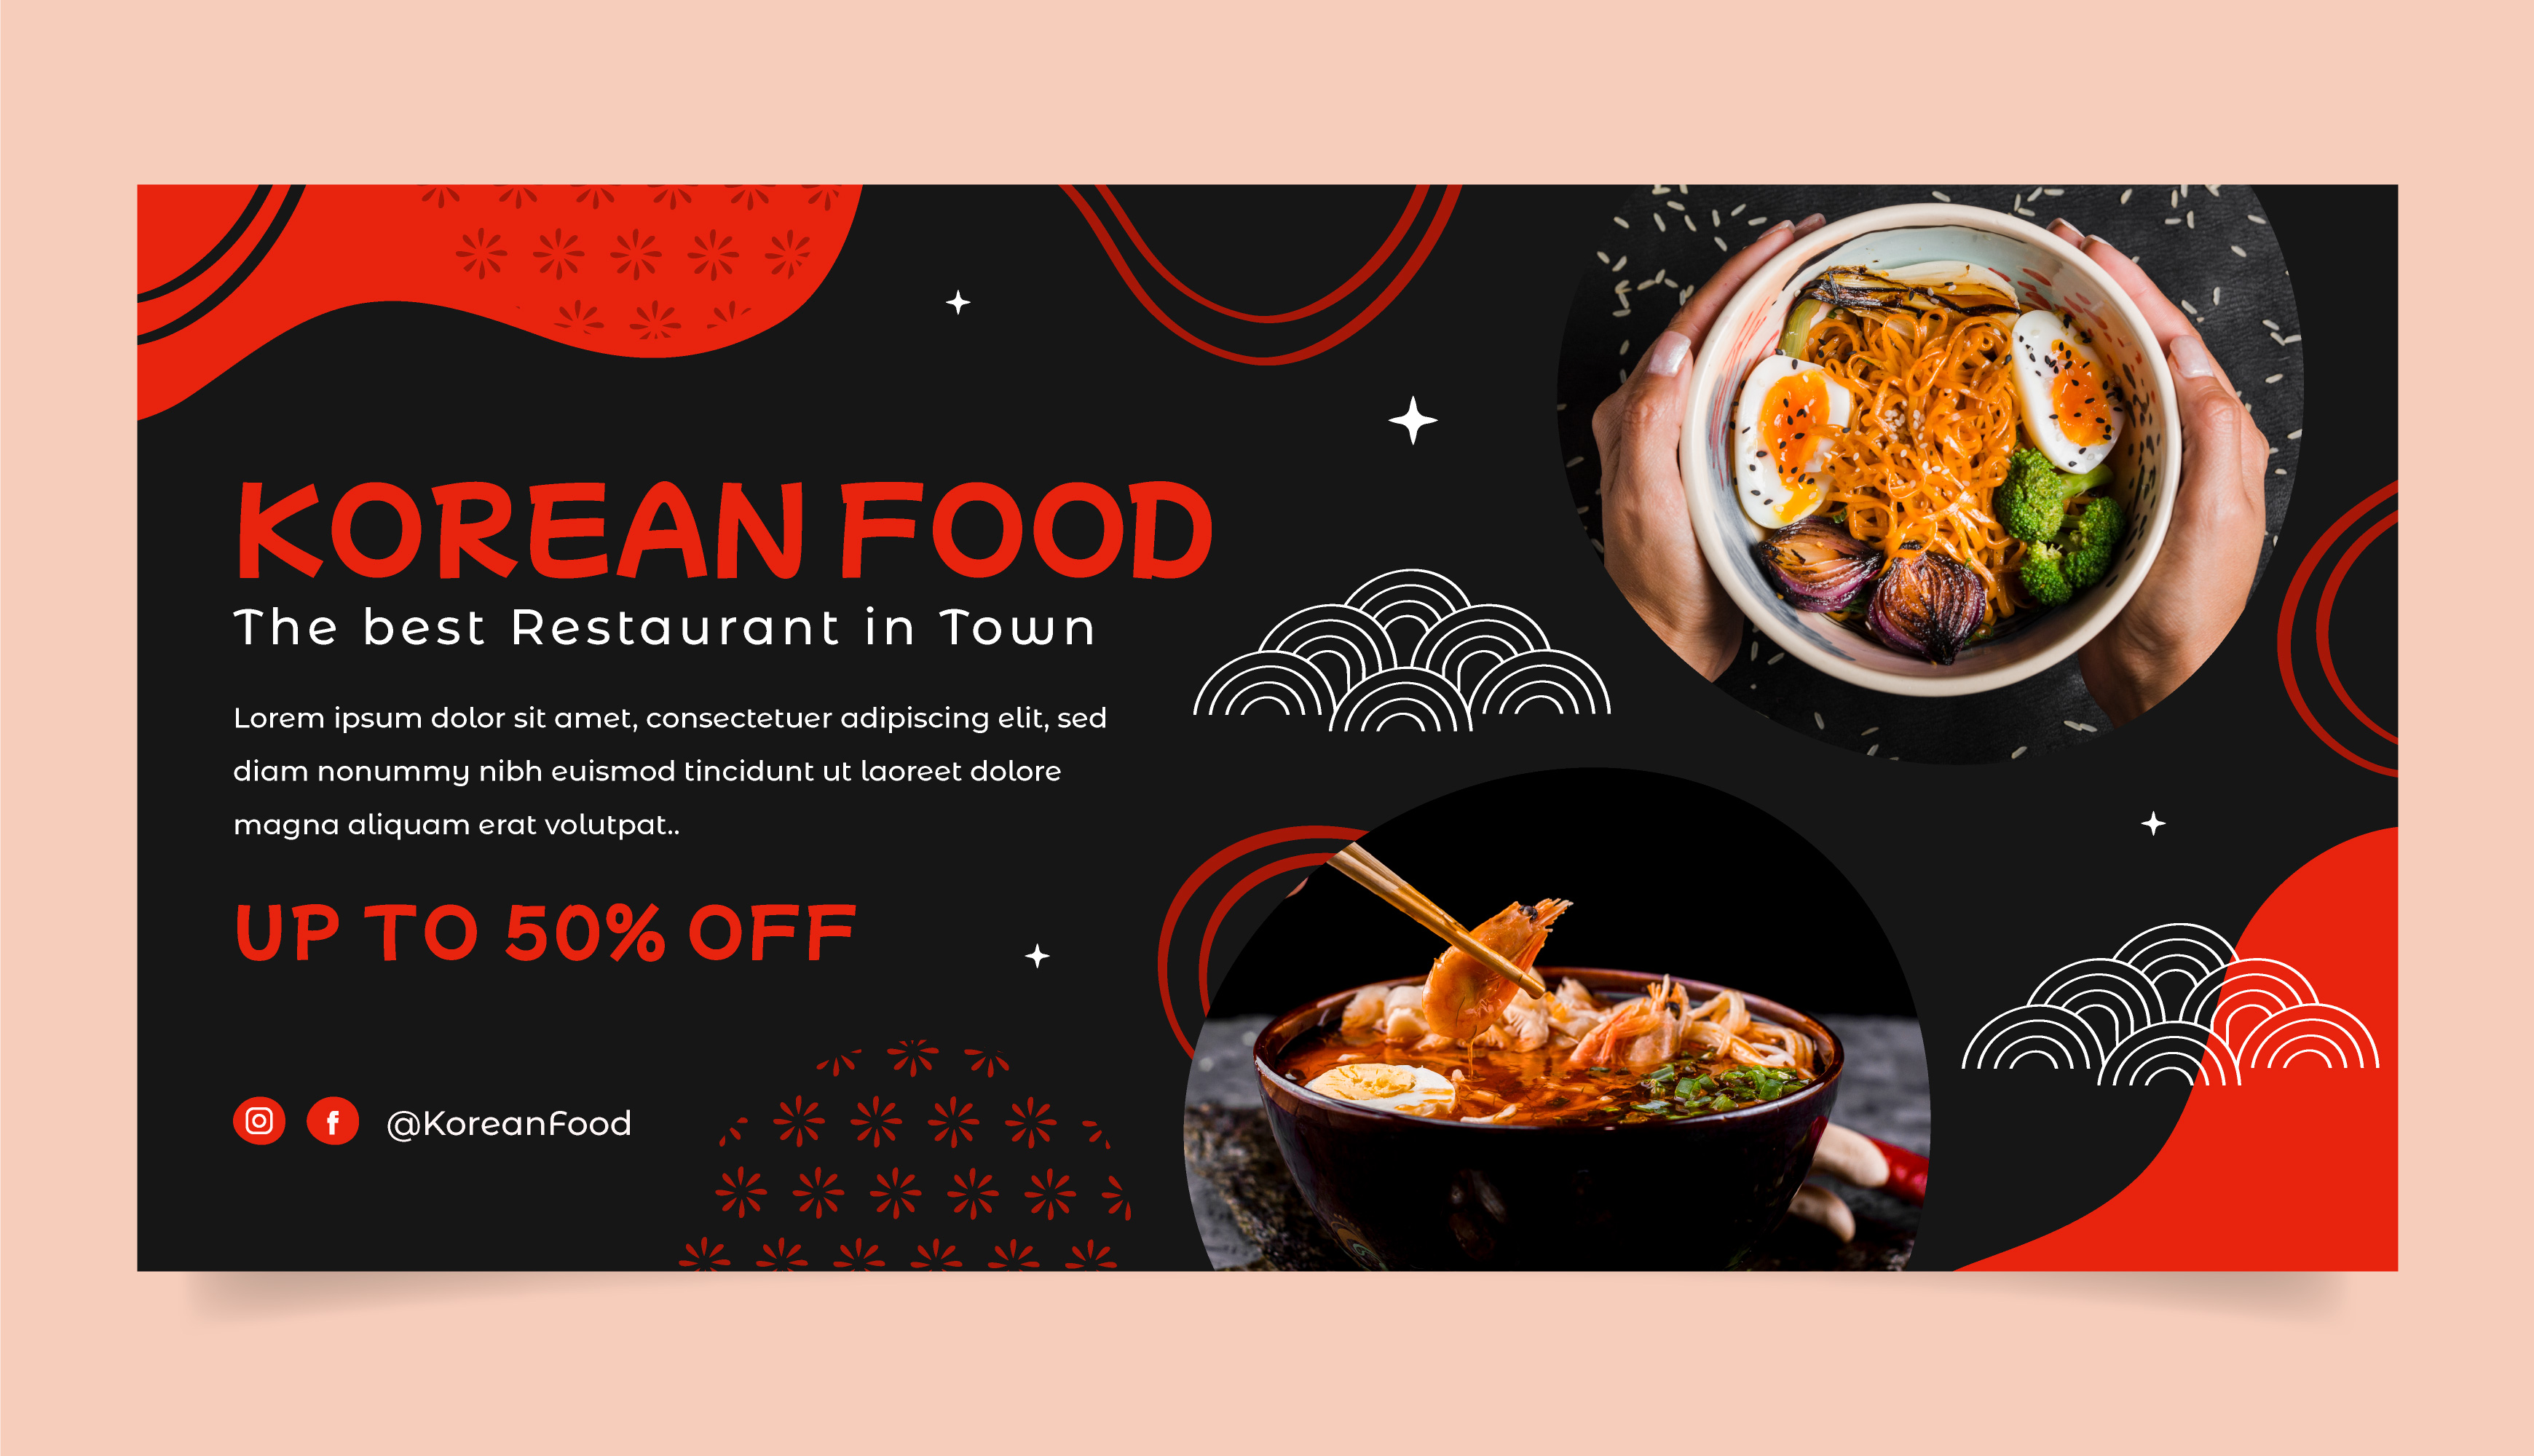 KOREAN FOOD
The best Restaurant in Town
Lorem ipsum dolor sit amet, consectetuer adipiscing elit, sed
diam nonummy nibh euismod tincidunt ut laoreet dolore
magna aliquam erat volutpat..
UP TO 50% OFF
@KoreanFood